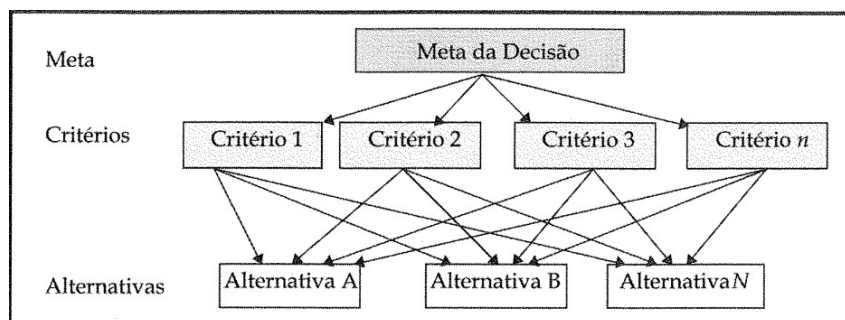 Meta
Meta da Decisão
Critérios
Critério 1
Critério 2
Critério 3
Critério n
Alternativas
Alternativa A
Alternativa B
Alternativa N